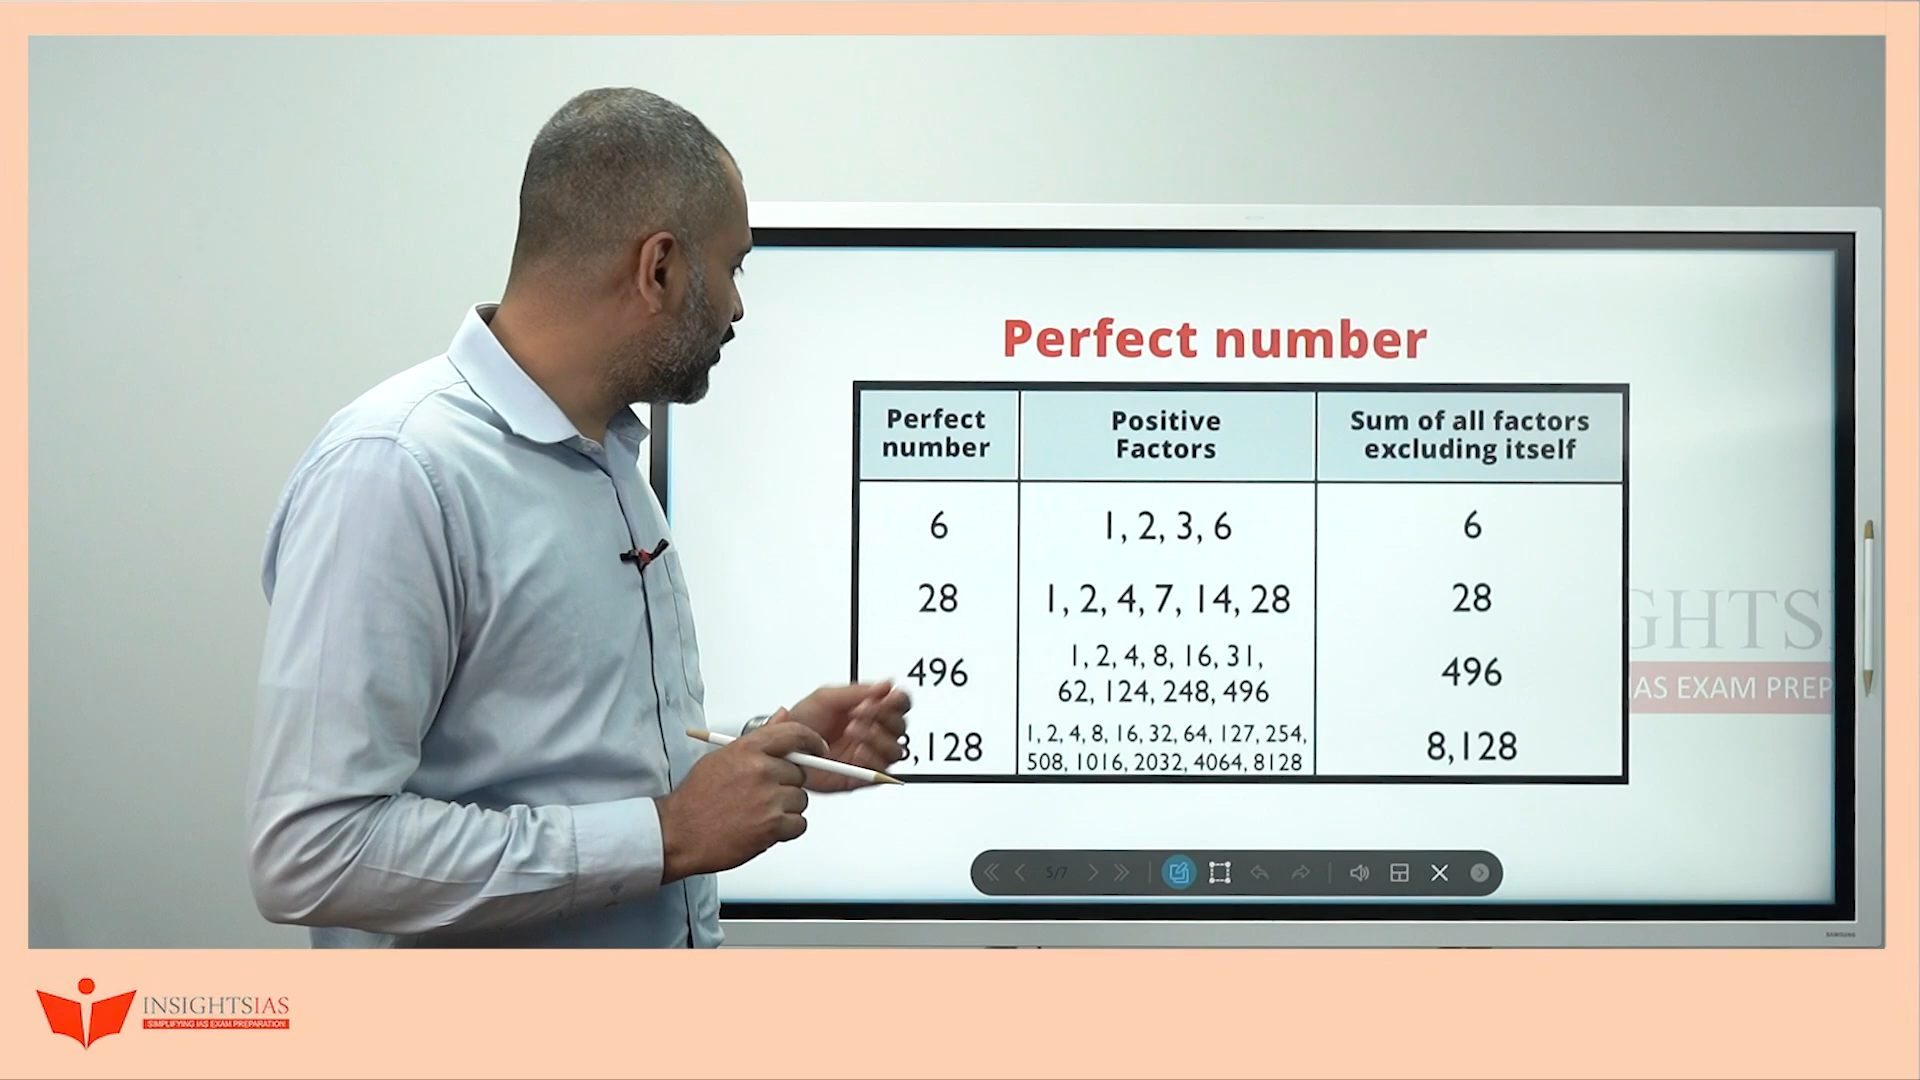 Perfect number
Perfect number
Positive Factors
Sum of all factors excluding itself
6
1, 2, 3, 6
6
28
1, 2, 4, 7, 14, 28
28
496
1, 2, 4, 8, 16, 31,
62, 124, 248, 496
496
8,128
1, 2, 4, 8, 16, 32, 64, 127, 254,
508, 1016, 2032, 4064, 8128
8,128
GHTS
IAS EXAM PREP
5/7
SAMSUNG
INSIGHTSIAS
SIMPLIFYING IAS EXAM PREPARATION